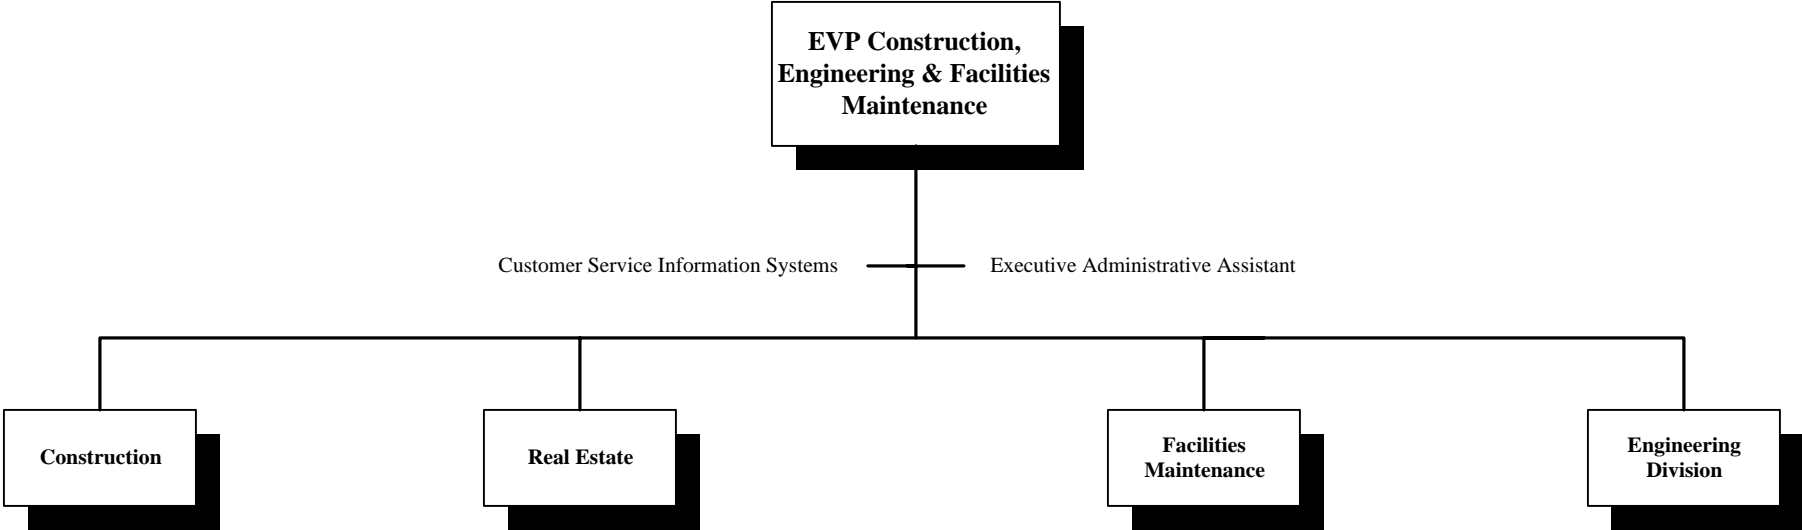 EVP Construction,
Engineering & Facilities
Maintenance
Customer Service Information Systems
Executive Administrative Assistant
Construction
Real Estate
Facilities
Maintenance
Engineering
Division